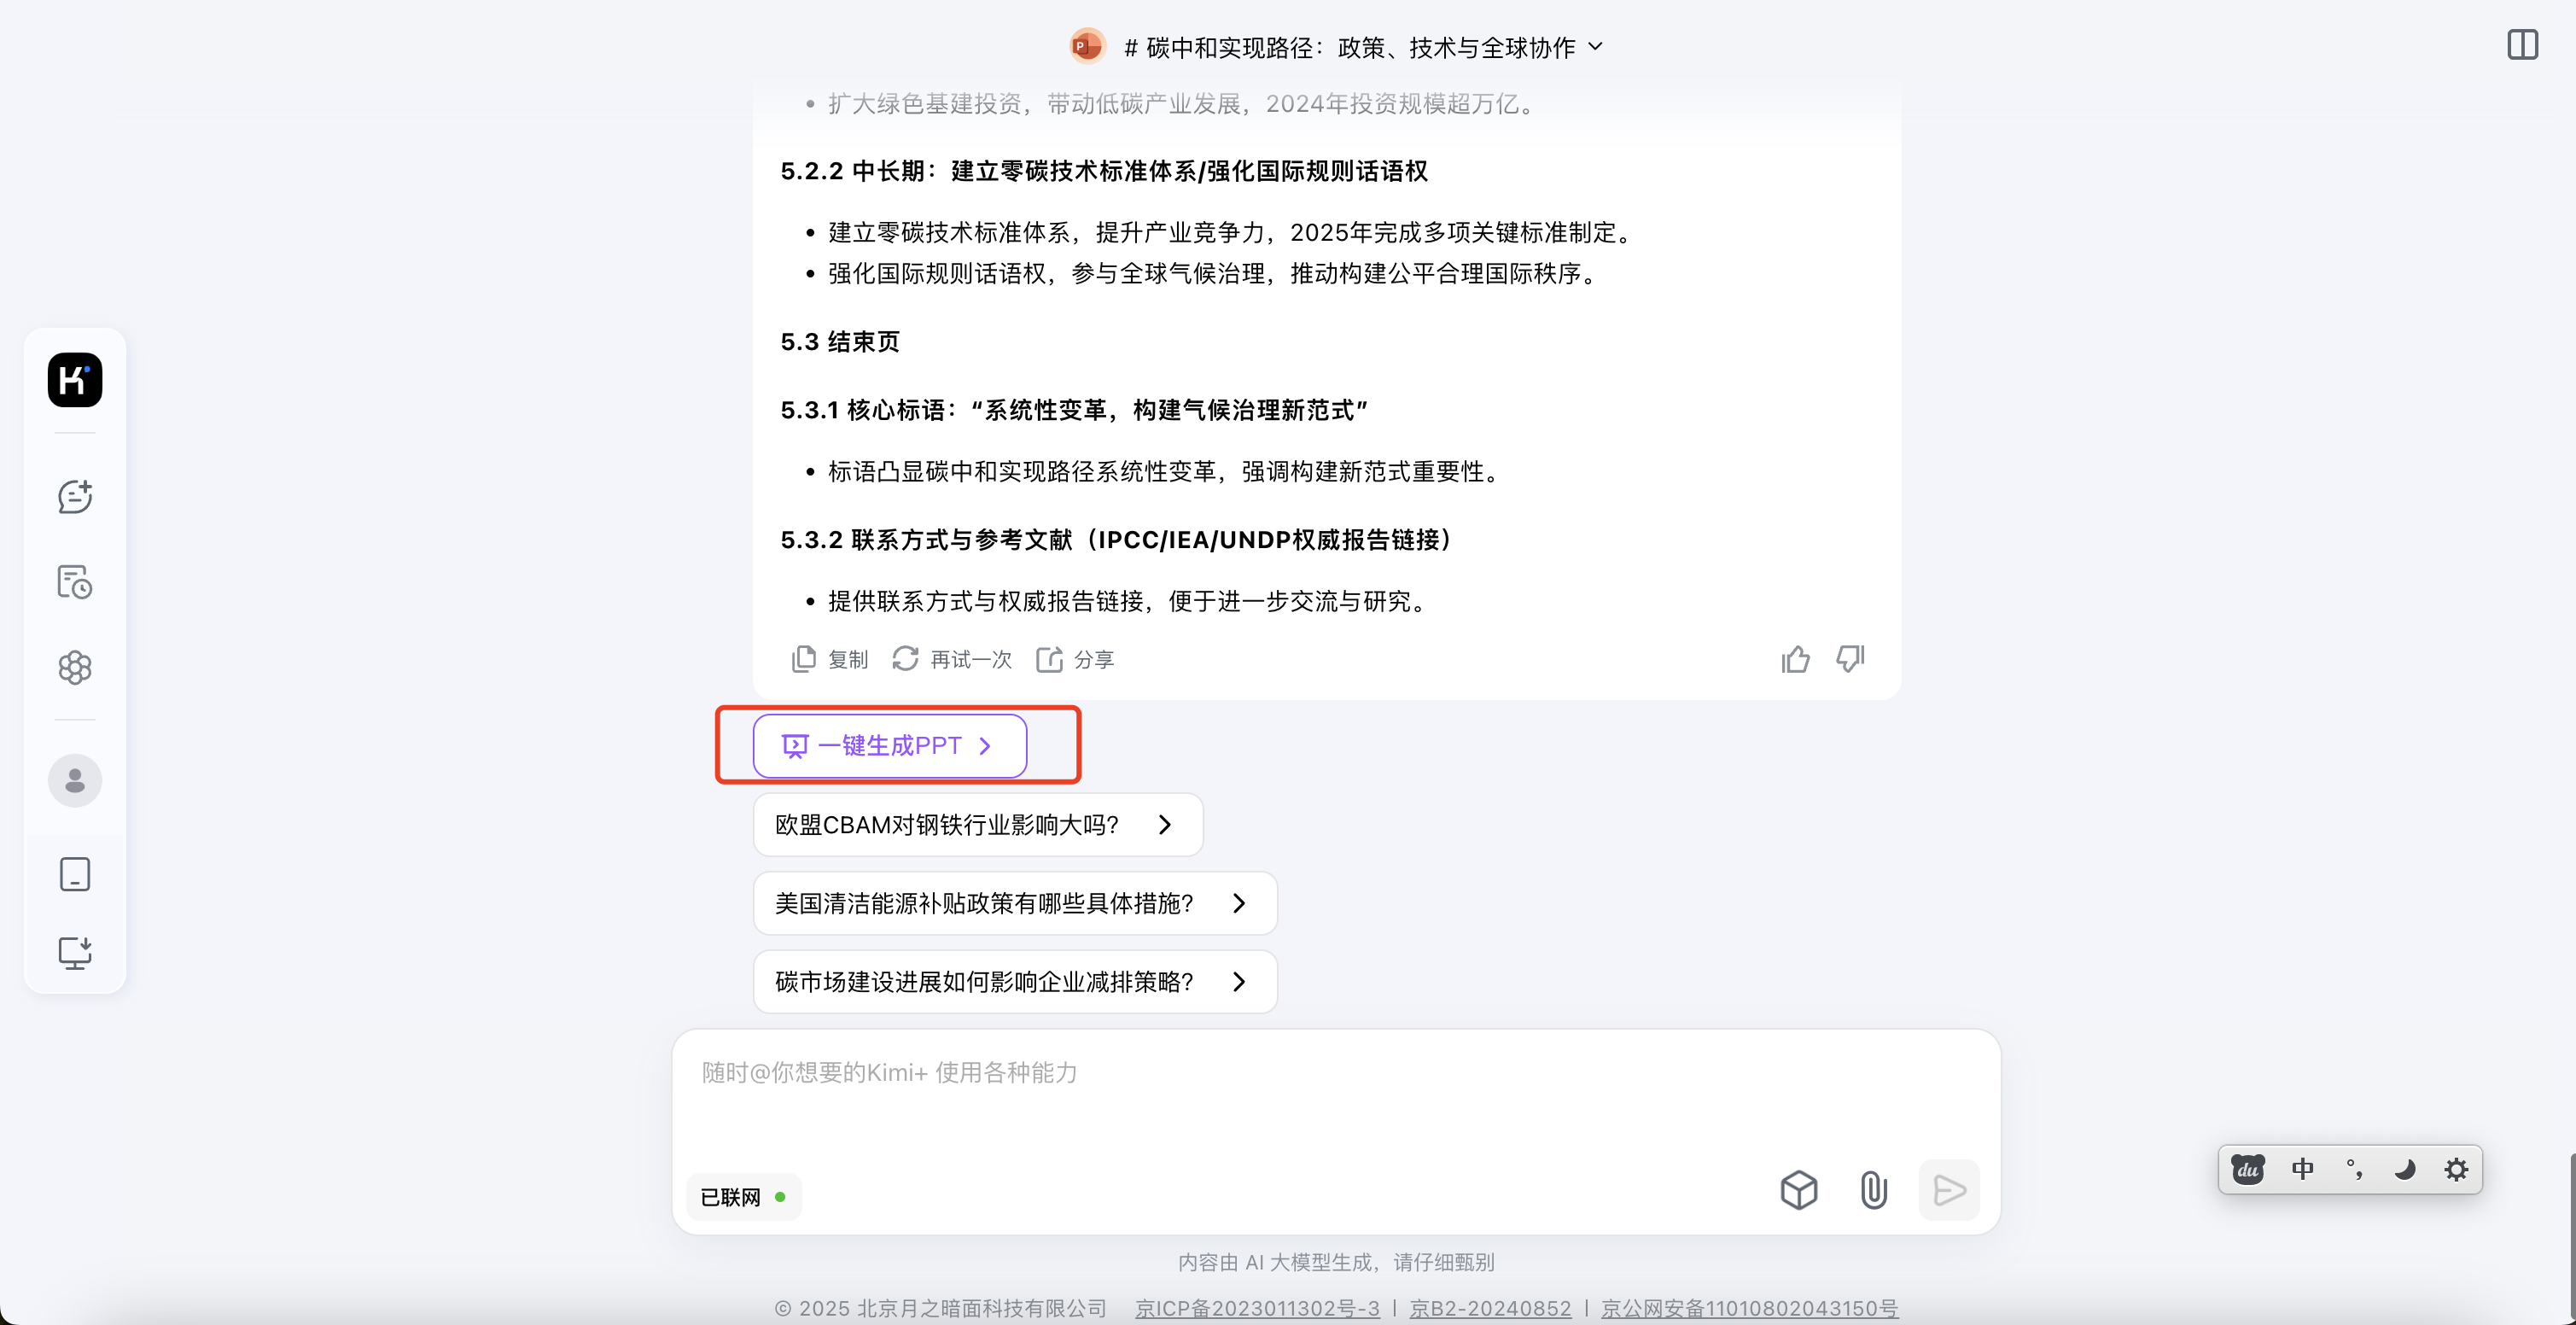 # 碳中和实现路径：政策、技术与全球协作
扩大绿色基建投资，带动低碳产业发展，2024年投资规模超万亿。
5.2.2 中长期：建立零碳技术标准体系/强化国际规则话语权
建立零碳技术标准体系，提升产业竞争力，2025年完成多项关键标准制定。
强化国际规则话语权，参与全球气候治理，推动构建公平合理国际秩序。
5.3 结束页
5.3.1 核心标语：“系统性变革，构建气候治理新范式”
标语凸显碳中和实现路径系统性变革，强调构建新范式重要性。
5.3.2 联系方式与参考文献（IPCC/IEA/UNDP权威报告链接）
提供联系方式与权威报告链接，便于进一步交流与研究。
复制 再试一次 分享
一键生成PPT
欧盟CBAM对钢铁行业影响大吗？
美国清洁能源补贴政策有哪些具体措施？
碳市场建设进展如何影响企业减排策略？
随时@你想要的Kimi+ 使用各种能力
已联网
du 中 °,
内容由 AI 大模型生成，请仔细甄别
© 2025 北京月之暗面科技有限公司 京ICP备2023011302号-3 | 京B2-20240852 | 京公网安备11010802043150号